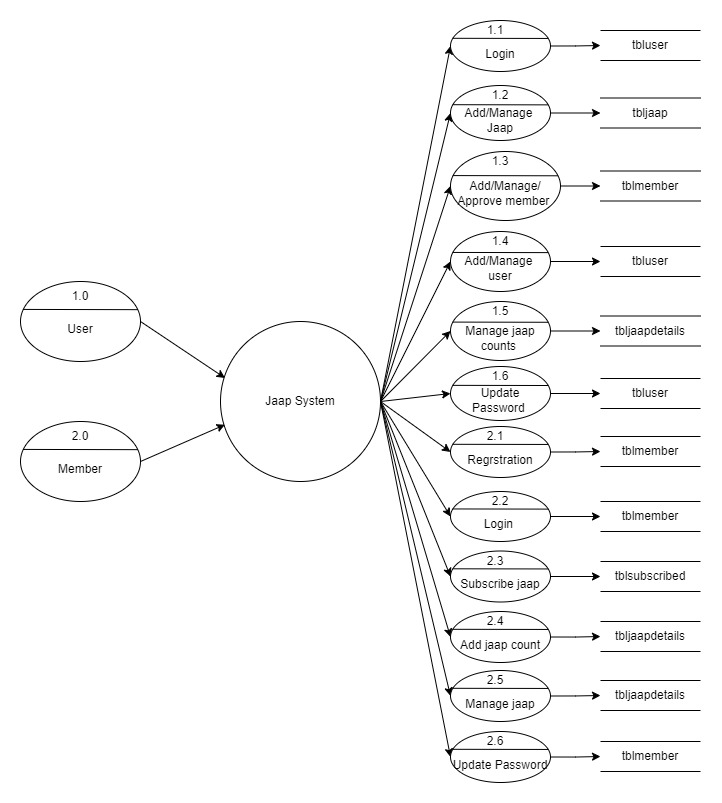 1.1
Login
tbluser
1.2
Add/Manage
Jaap
tbljaap
1.3
Add/Manage/
Approve member
tblmember
1.4
Add/Manage
user
tbluser
1.0
User
1.5
Manage jaap
counts
tbljaapdetails
Jaap System
1.6
Update
Password
tbluser
2.0
Member
2.1
Regrstration
tblmember
2.2
Login
tblmember
2.3
Subscribe jaap
tblsubscribed
2.4
Add jaap count
tbljaapdetails
2.5
Manage jaap
tbljaapdetails
2.6
Update Password
tblmember